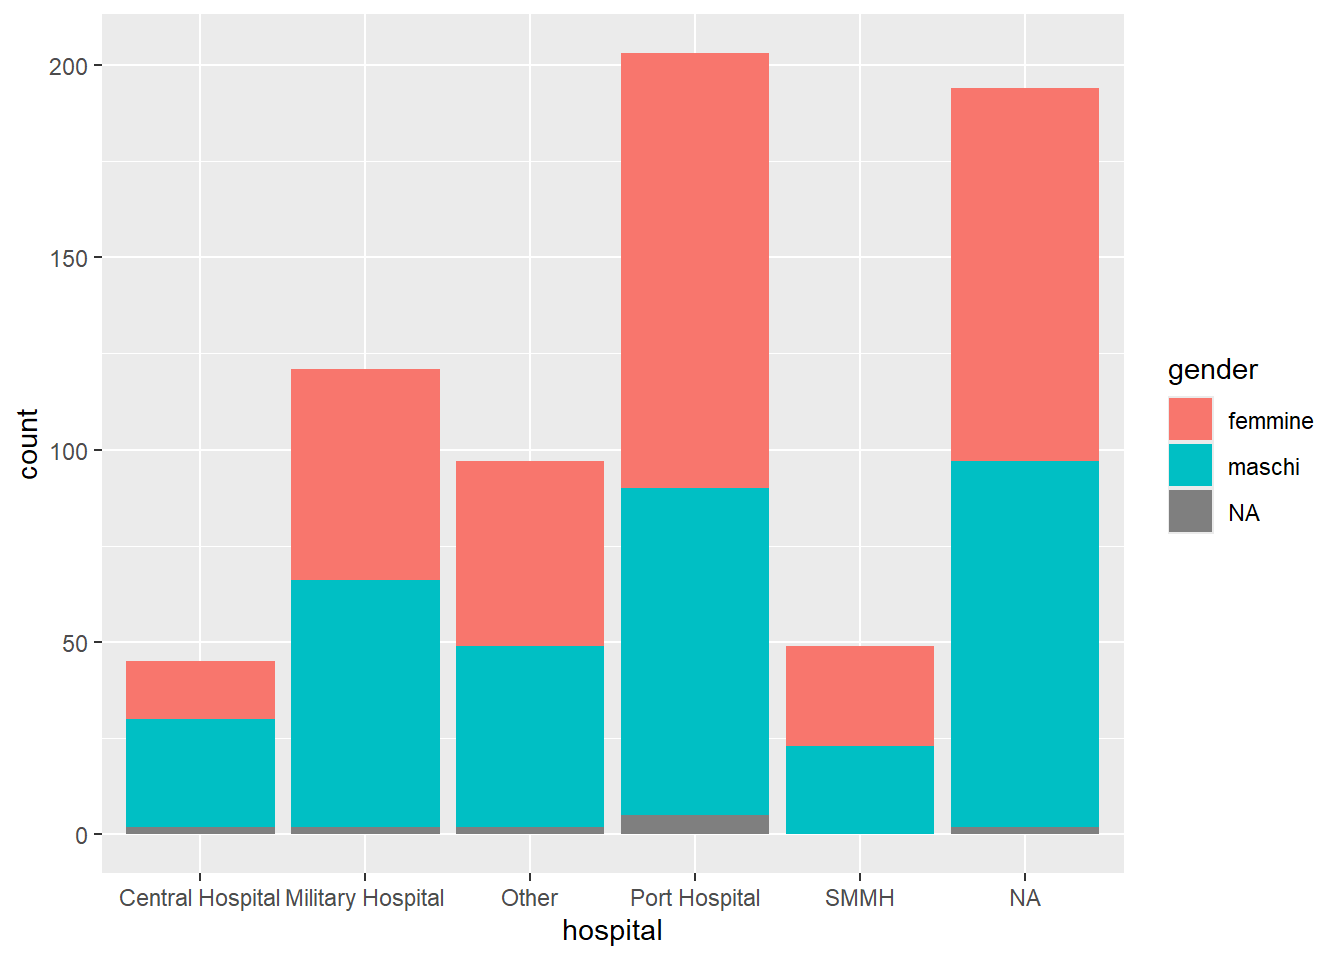 200
150
100
50
0
count
Central Hospital Military Hospital Other Port Hospital SMMH NA
hospital
gender
femmine
maschi
NA